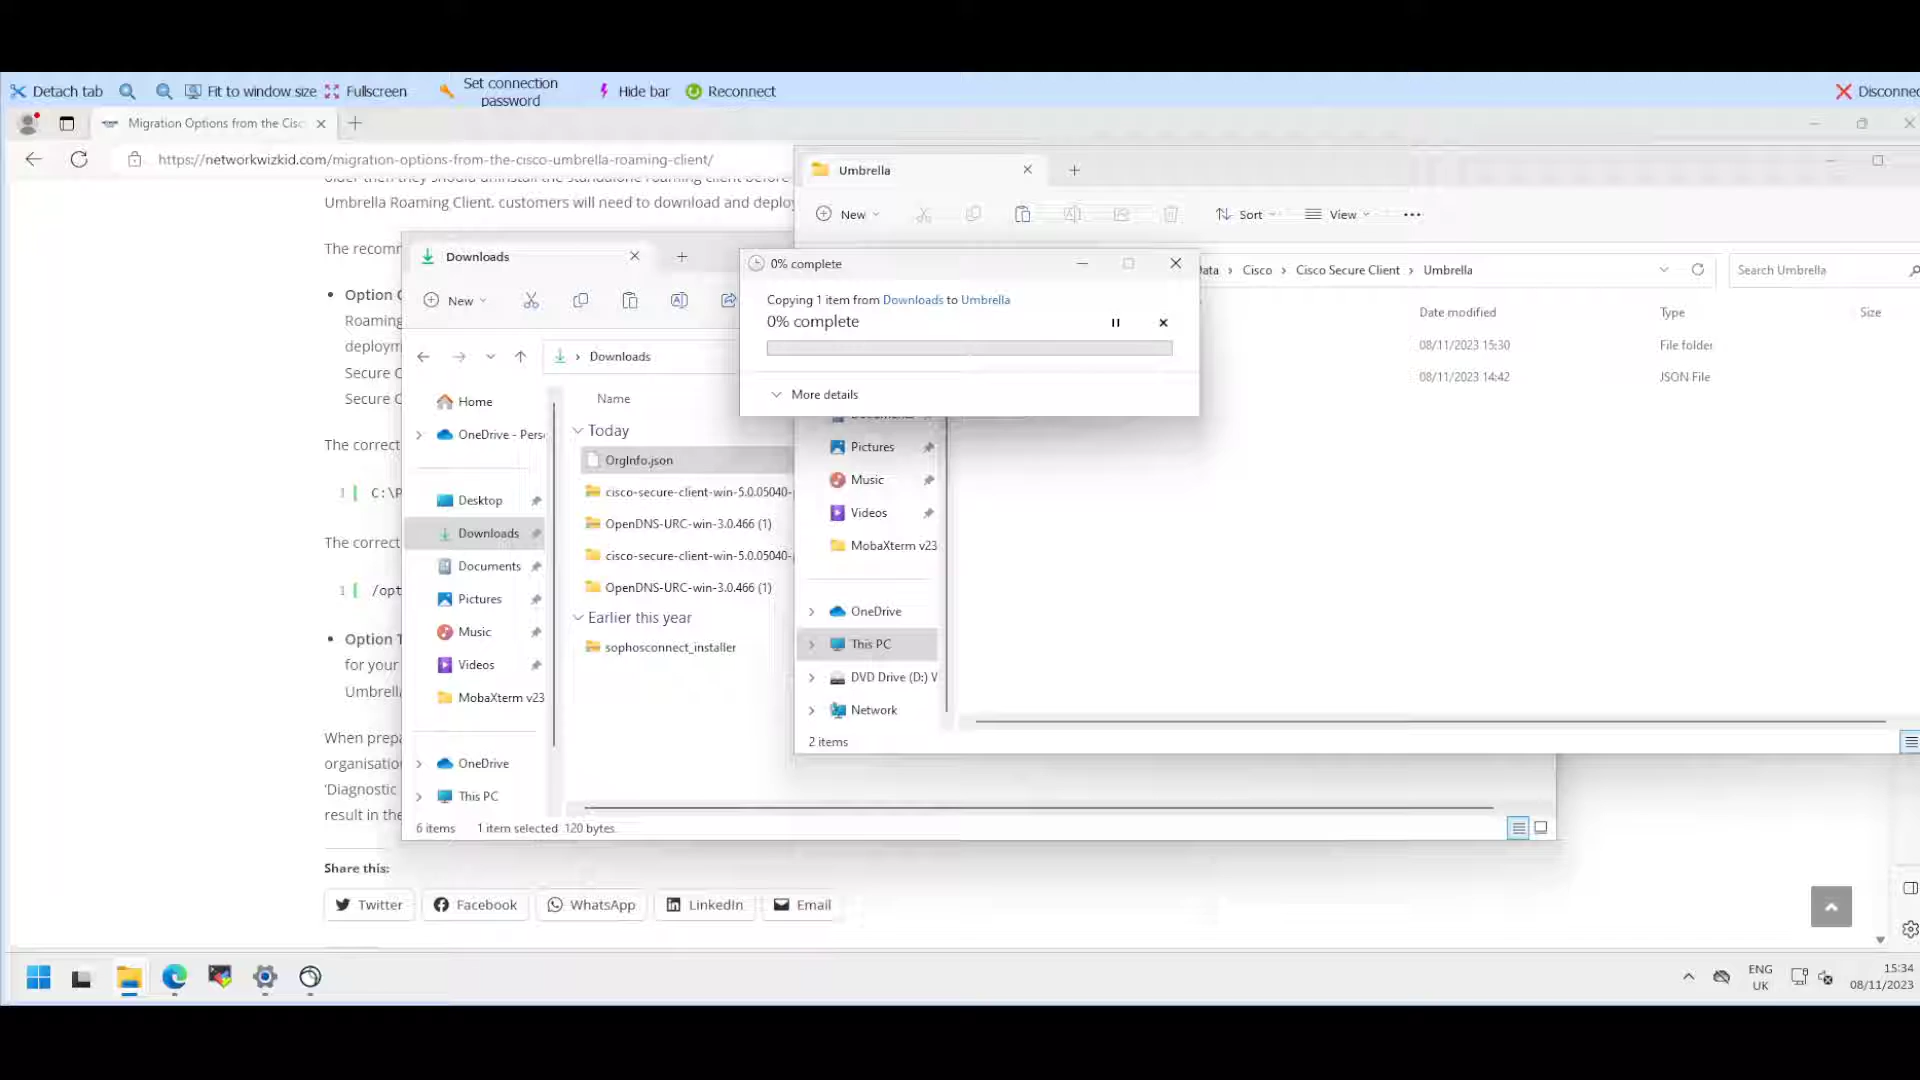 Detach tab
Fit to window size
Fullscreen
Set connection
password
Hide bar
Reconnect
Migration Options from the Cisc
https://networkwizkid.com/migration-options-from-the-cisco-umbrella-roaming-client/
Umbrella Roaming Client. customers will need to download and deploy
The recomm
Option O
Roaming
deploym
Secure C
Secure C
The correct
1 C:\P
The correct
1 /opt
Option T
for your
Umbrella
When prepa
organisatio
'Diagnostic
result in the
Share this:
Twitter
Facebook
WhatsApp
LinkedIn
Email
Downloads
New
Downloads
Home
OneDrive - Perso
Desktop
Downloads
Documents
Pictures
Music
Videos
MobaXterm v23
OneDrive
This PC
Name
Today
OrgInfo.json
cisco-secure-client-win-5.0.05040-
OpenDNS-URC-win-3.0.466 (1)
cisco-secure-client-win-5.0.05040-
OpenDNS-URC-win-3.0.466 (1)
Earlier this year
sophosconnect_installer
6 items 1 item selected 120 bytes
Umbrella
New
Sort
View
Cisco > Cisco Secure Client > Umbrella
Search Umbrella
Date modified Type Size
08/11/2023 15:30 File folder
08/11/2023 14:42 JSON File
Pictures
Music
Videos
MobaXterm v23
OneDrive
This PC
DVD Drive (D:) V
Network
2 items
0% complete
Copying 1 item from Downloads to Umbrella
0% complete
More details
ENG
UK
15:34
08/11/2023